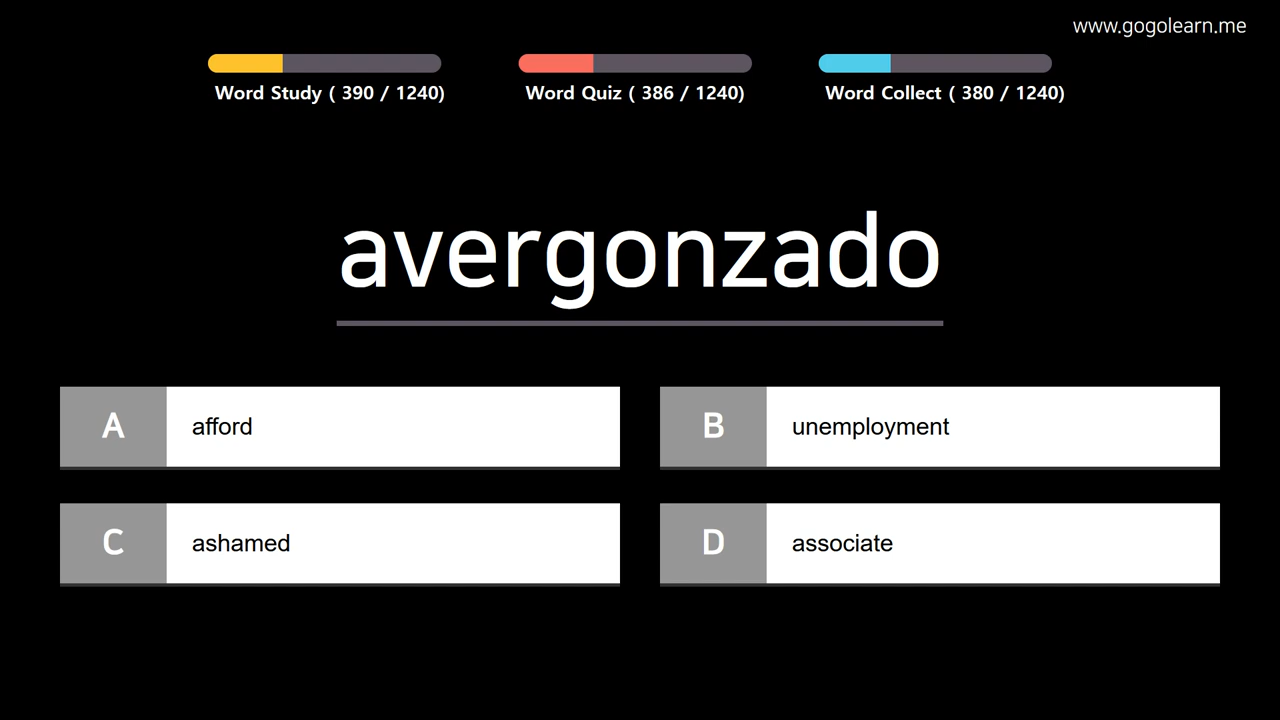 www.gogolearn.me
Word Study ( 390 / 1240)
Word Quiz ( 386 / 1240)
Word Collect ( 380 / 1240)
avergonzado
A afford
B unemployment
C ashamed
D associate